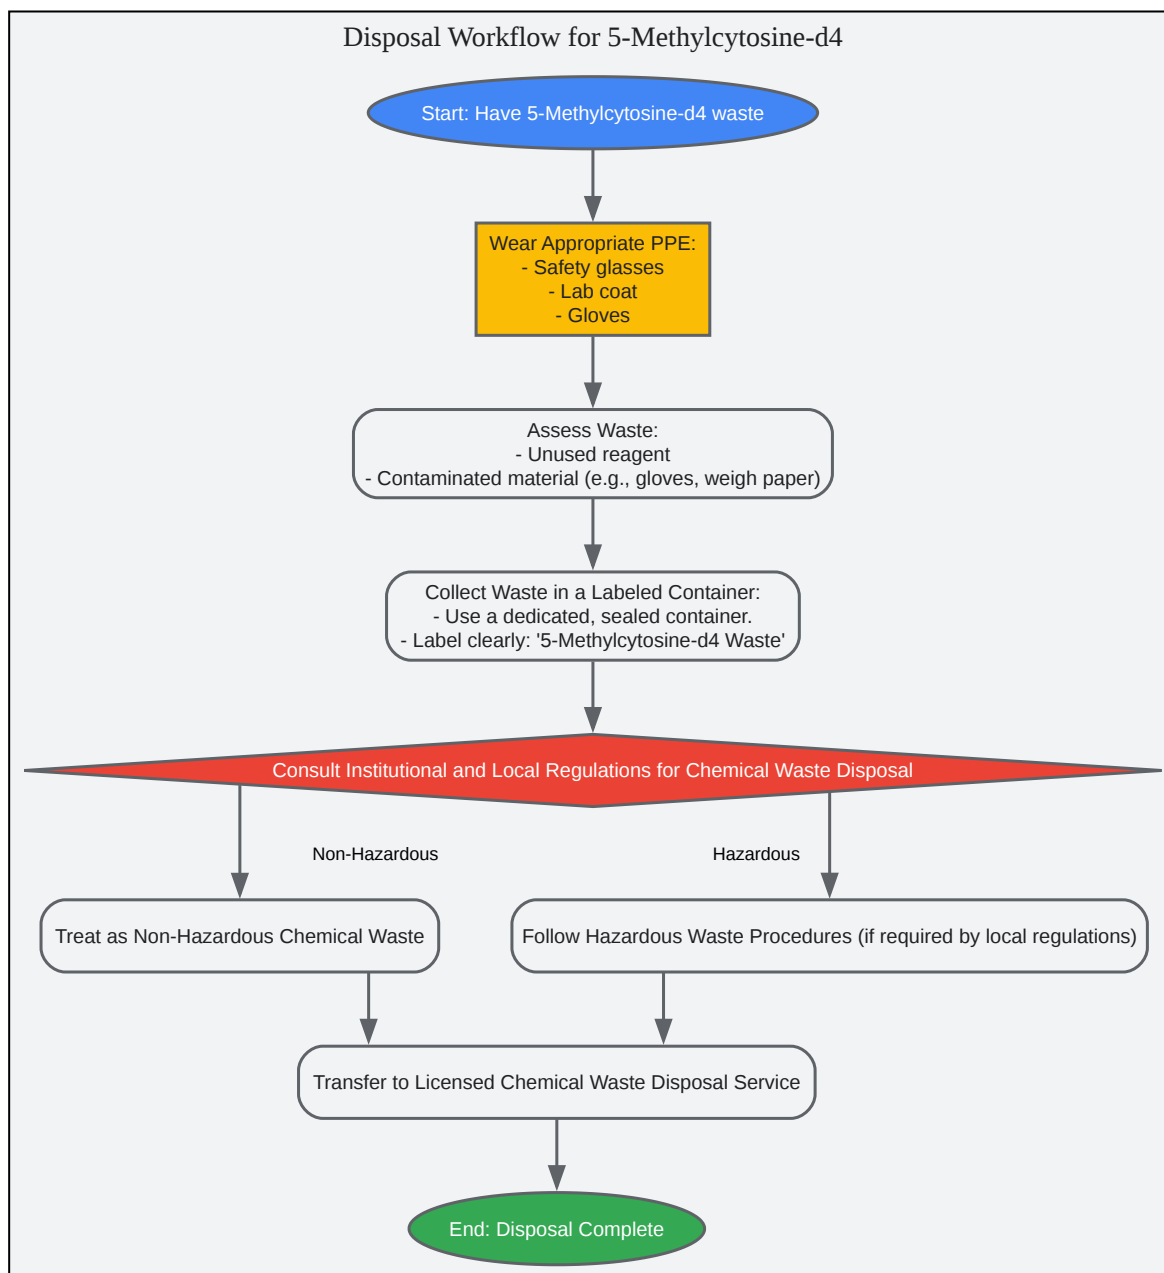 Disposal Workflow for 5-Methylcytosine-d4
Start: Have 5-Methylcytosine-d4 waste
Wear Appropriate PPE:
- Safety glasses
- Lab coat
- Gloves
Assess Waste:
- Unused reagent
- Contaminated material (e.g., gloves, weigh paper)
Collect Waste in a Labeled Container:
- Use a dedicated, sealed container.
- Label clearly: '5-Methylcytosine-d4 Waste'
Consult Institutional and Local Regulations for Chemical Waste Disposal
Non-Hazardous
Hazardous
Treat as Non-Hazardous Chemical Waste
Follow Hazardous Waste Procedures (if required by local regulations)
Transfer to Licensed Chemical Waste Disposal Service
End: Disposal Complete